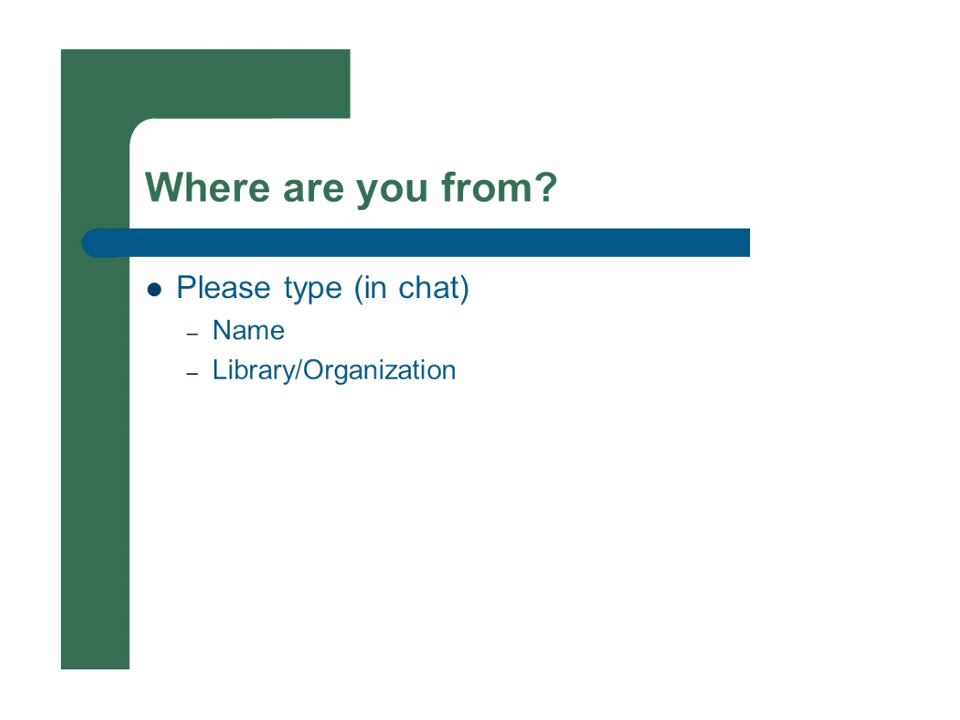 Where are you from?
● Please type (in chat)
– Name
– Library/Organization